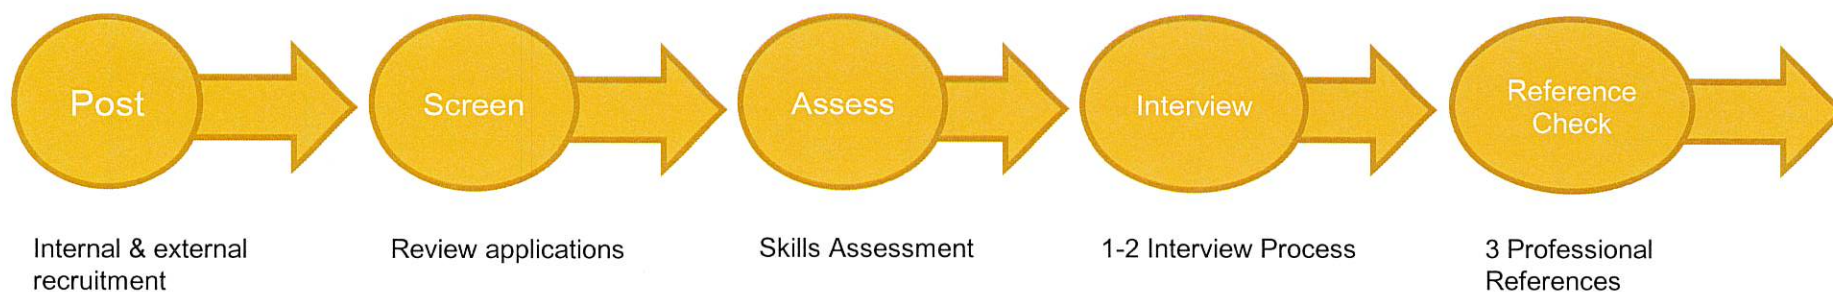 Post
Screen
Assess
Interview
Reference
Check
Internal & external
recruitment
Review applications
Skills Assessment
1-2 Interview Process
3 Professional
References